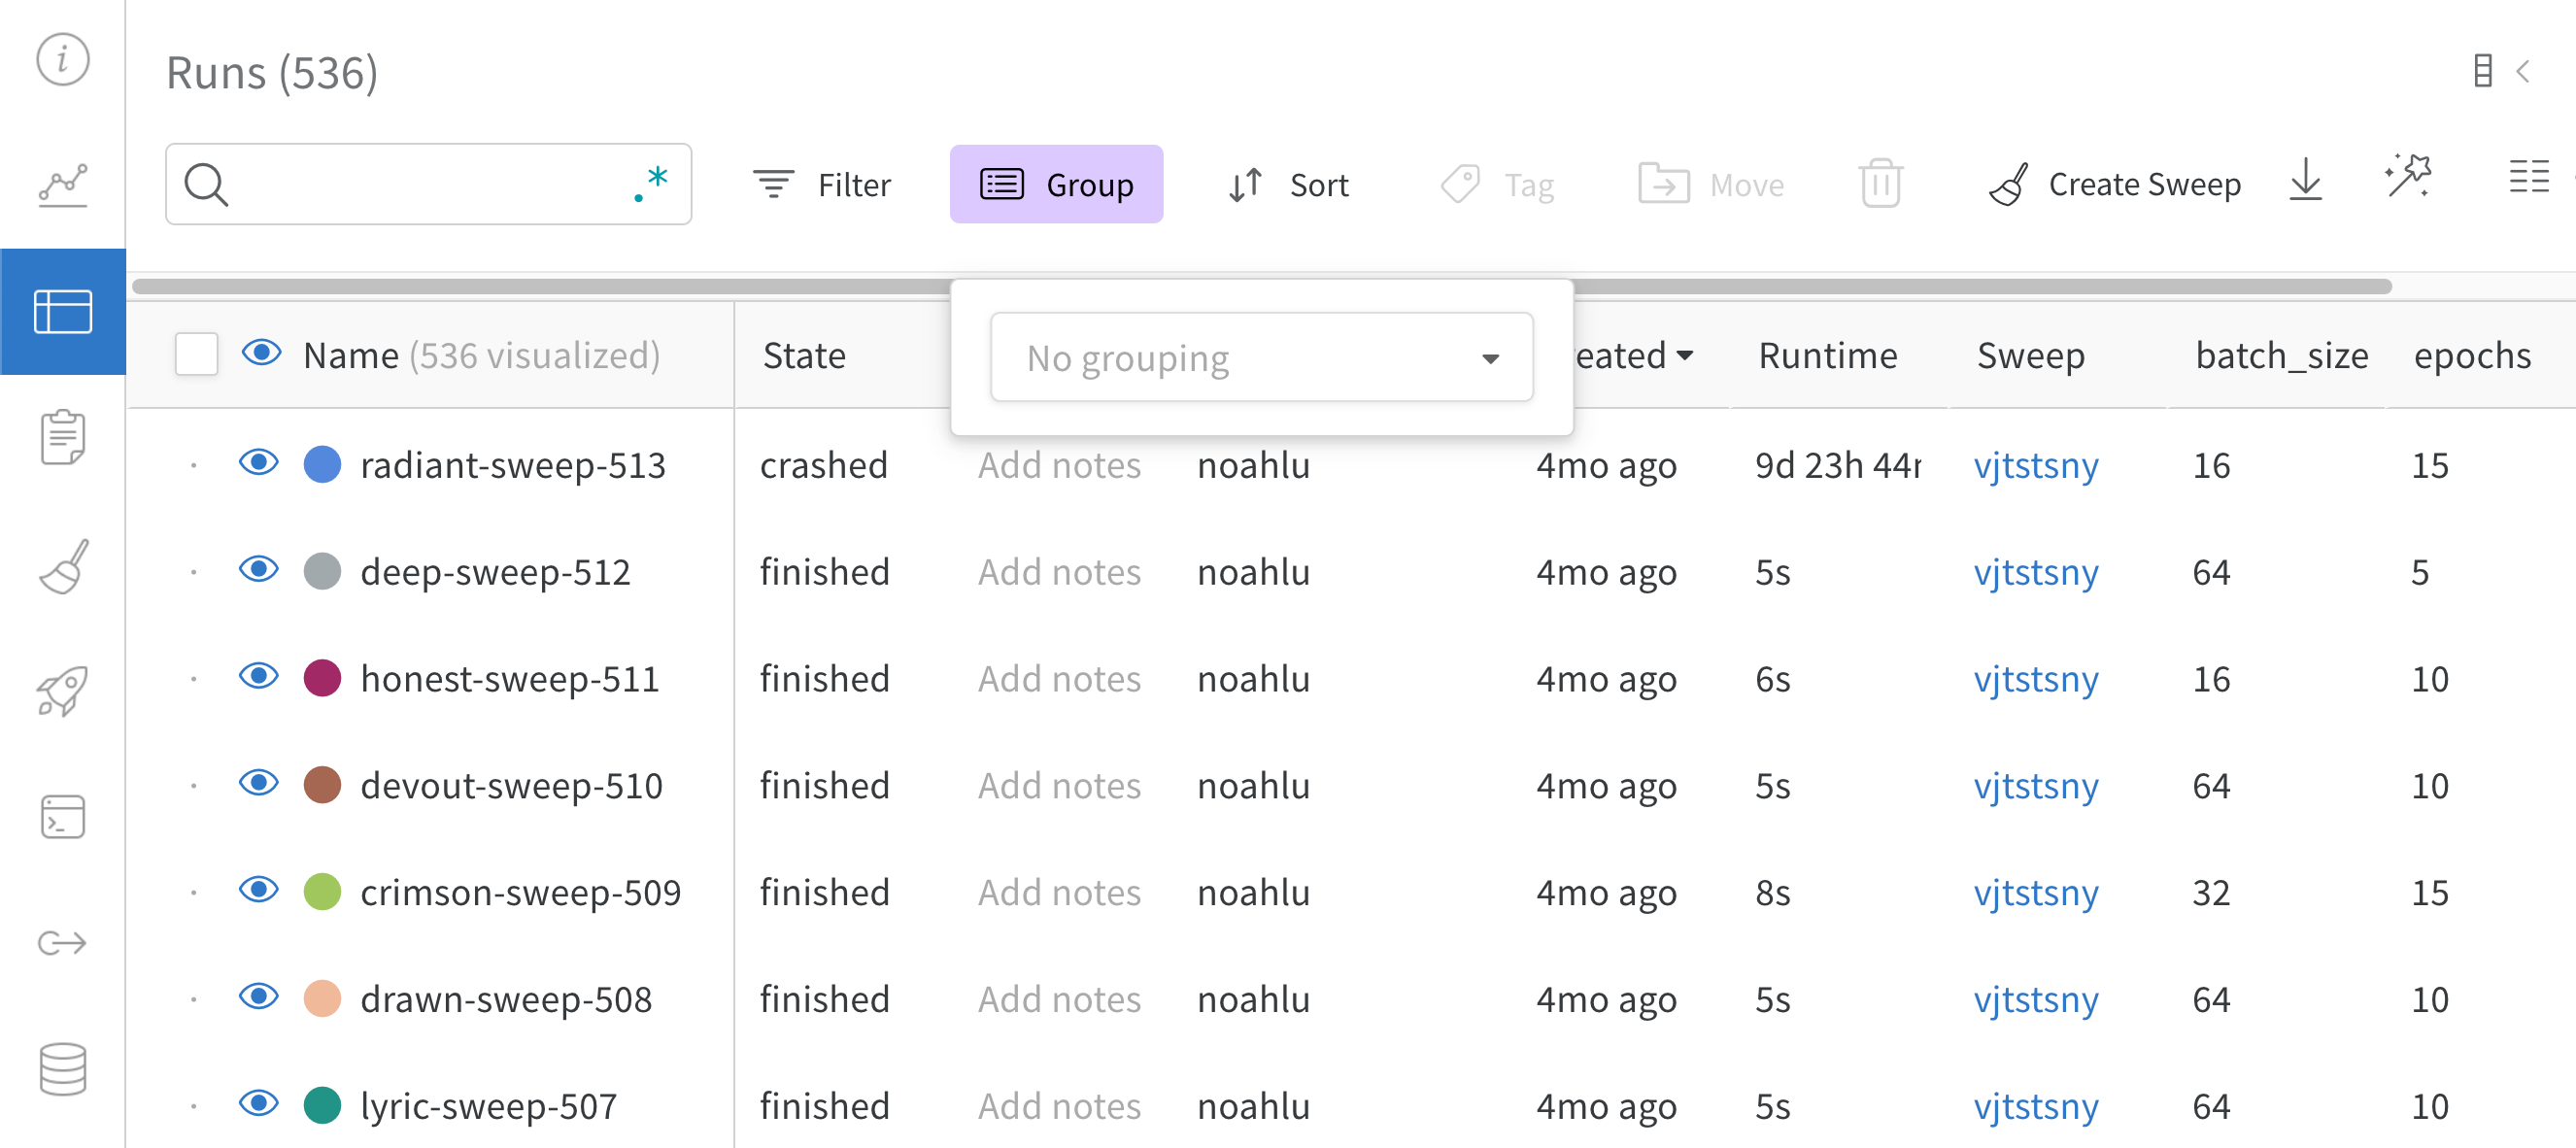 Runs (536)
.* Filter Group Sort Tag Move Create Sweep
No grouping
Name (536 visualized) State eated Runtime Sweep batch_size epochs
radiant-sweep-513 crashed Add notes noahlu 4mo ago 9d 23h 44 vjtstsny 16 15
deep-sweep-512 finished Add notes noahlu 4mo ago 5s vjtstsny 64 5
honest-sweep-511 finished Add notes noahlu 4mo ago 6s vjtstsny 16 10
devout-sweep-510 finished Add notes noahlu 4mo ago 5s vjtstsny 64 10
crimson-sweep-509 finished Add notes noahlu 4mo ago 8s vjtstsny 32 15
drawn-sweep-508 finished Add notes noahlu 4mo ago 5s vjtstsny 64 10
lyric-sweep-507 finished Add notes noahlu 4mo ago 5s vjtstsny 64 10